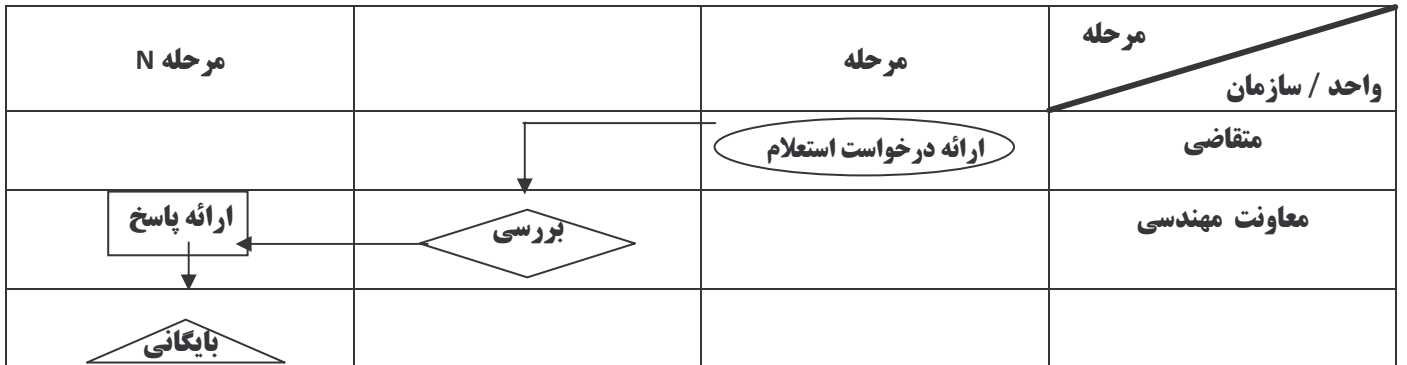 مرحله
واحد / سازمان
مرحله
مرحله N
متقاضی
ارائه درخواست استعلام
معاونت مهندسی
بررسی
ارائه پاسخ
بایگانی